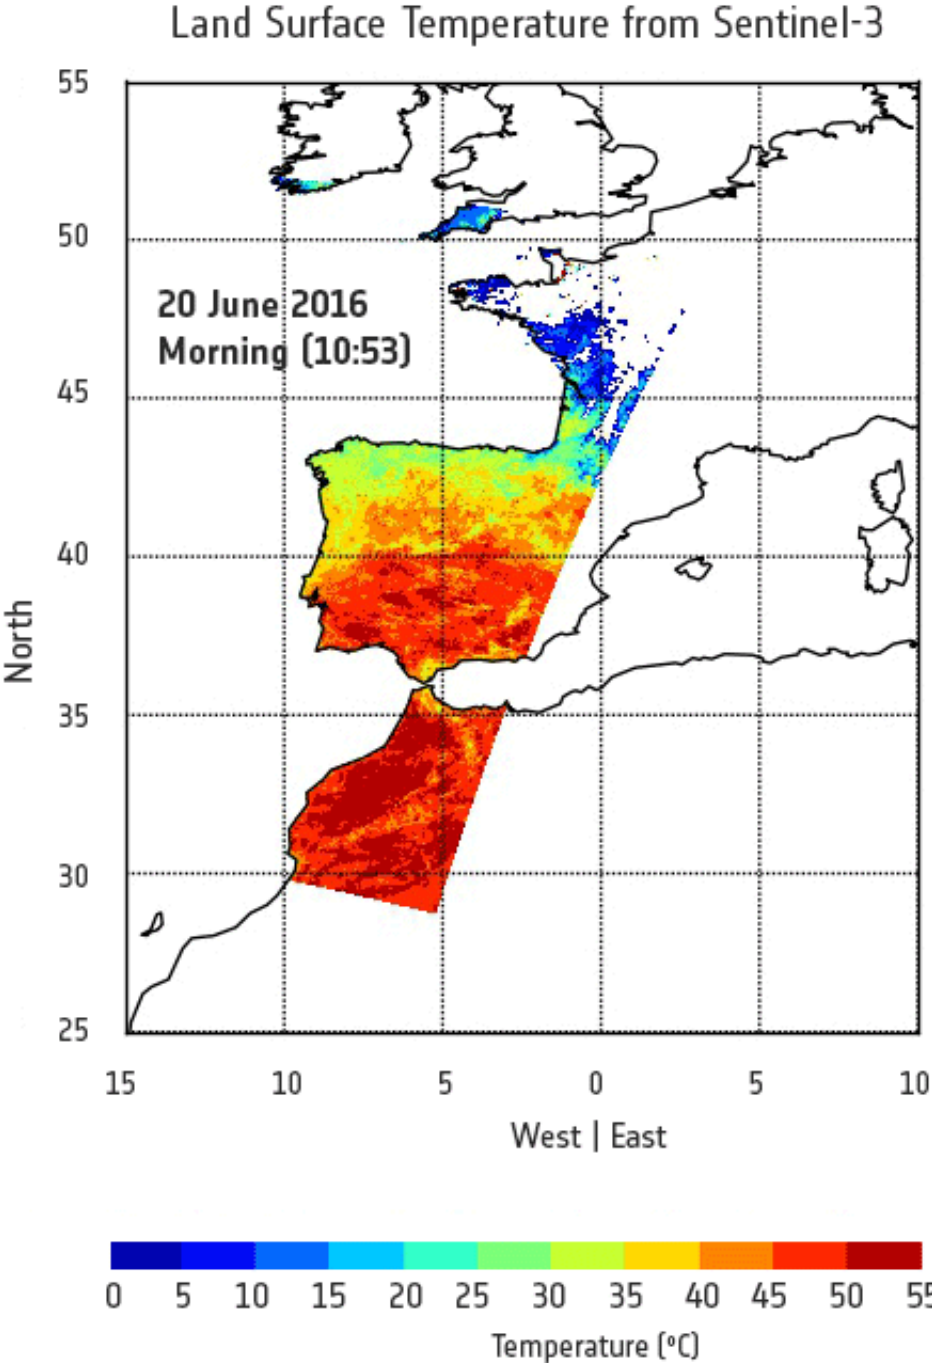 Land Surface Temperature from Sentinel-3
55
50
20 June 2016
Morning (10:53)
45
40
North
35
30
25
15 10 5 0 5 10
West | East
0 5 10 15 20 25 30 35 40 45 50 55
Temperature (ºC)